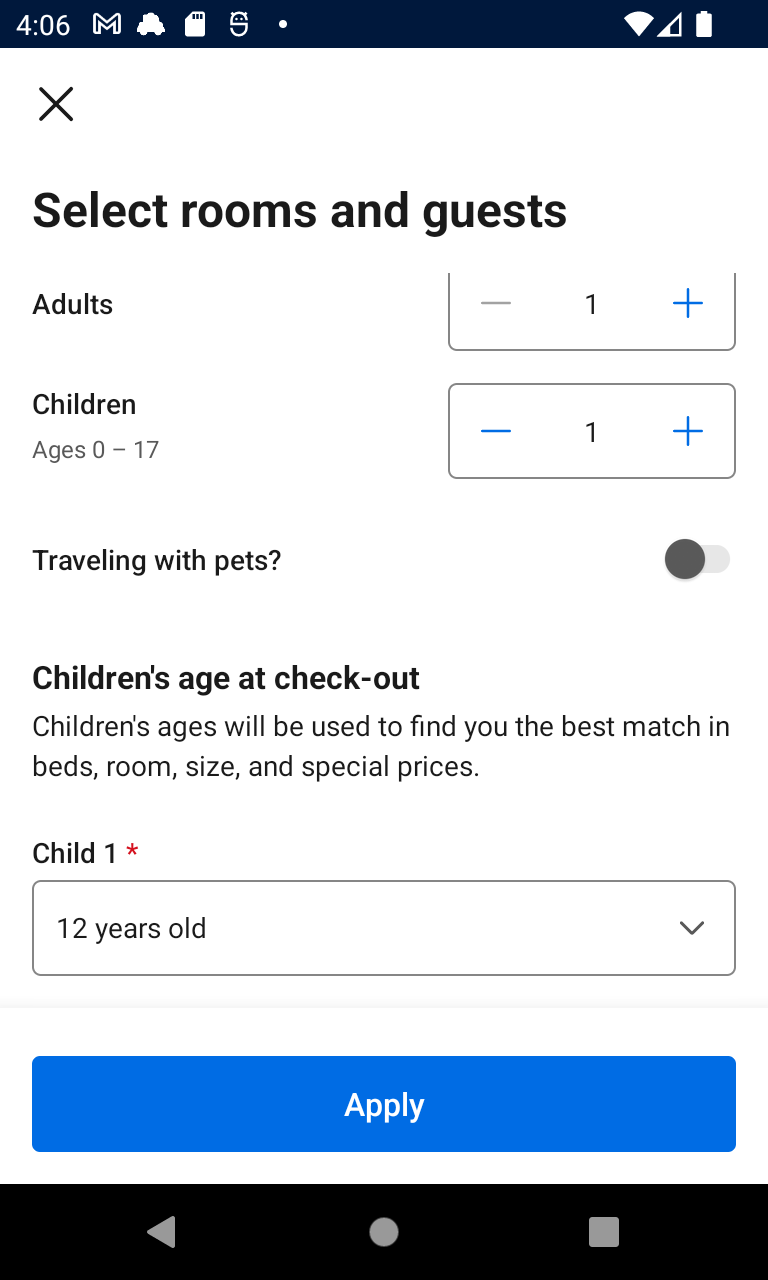 4:06
Select rooms and guests
Adults
1
Children
Ages 0 – 17
1
Traveling with pets?
Children's age at check-out
Children's ages will be used to find you the best match in
beds, room, size, and special prices.
Child 1 *
12 years old
Apply